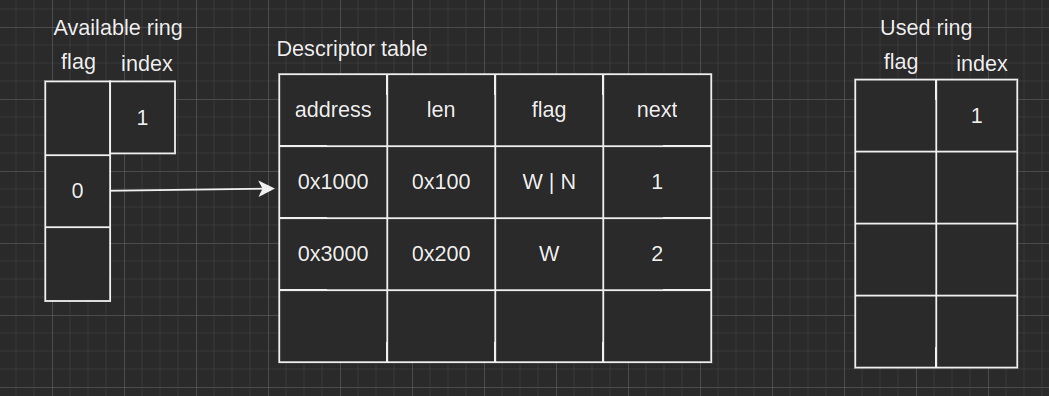 Available ring
flag index
1
0
Descriptor table
address len flag next
0x1000 0x100 W | N 1
0x3000 0x200 W 2
Used ring
flag index
1